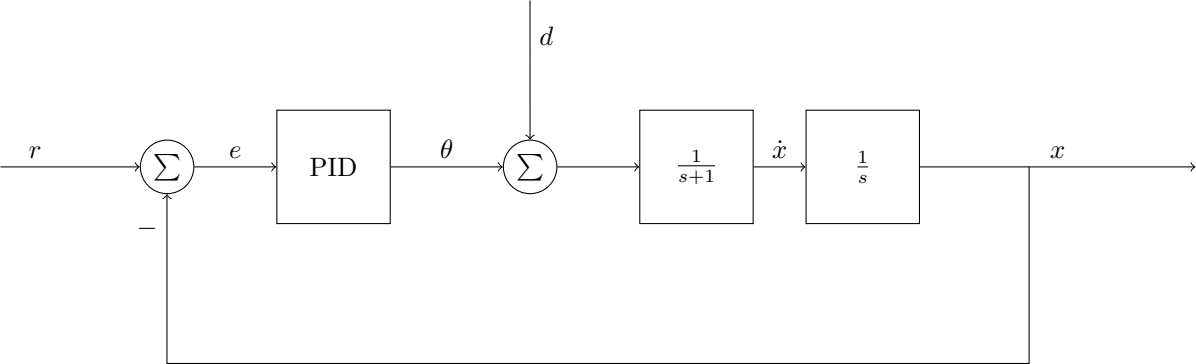 d
r
∑
e
PID
θ
∑
1/(s+1)
ẋ
1/s
x
−